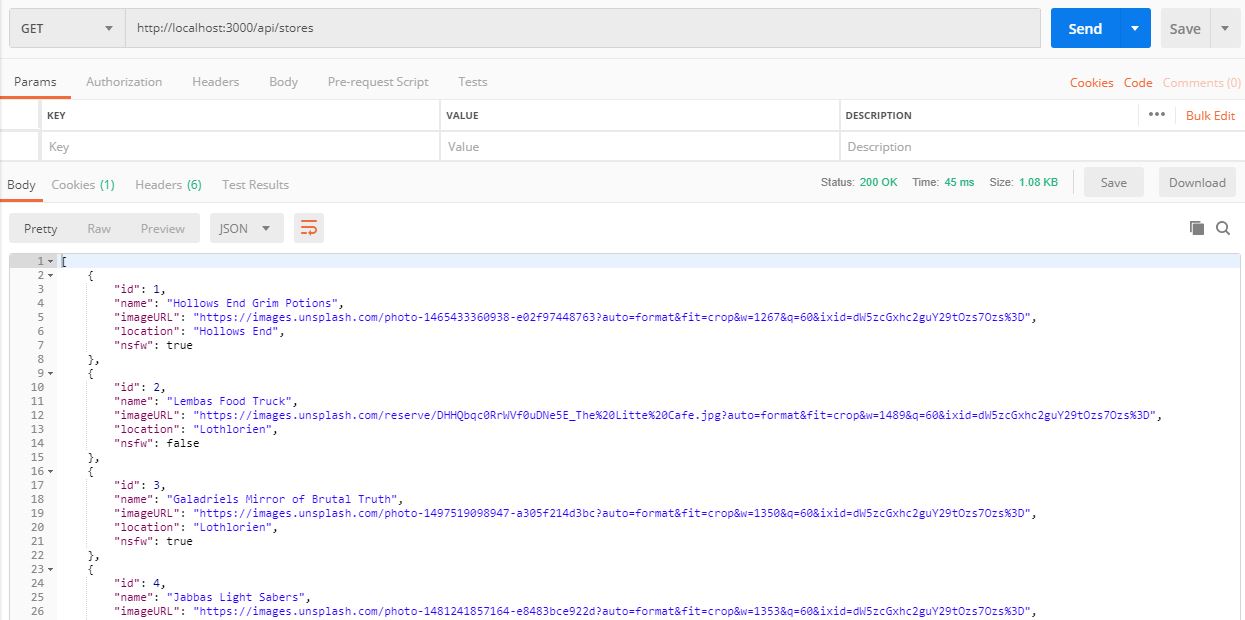 GET http://localhost:3000/api/stores Send Save
Params Authorization Headers Body Pre-request Script Tests Cookies Code Comments (0)
KEY VALUE DESCRIPTION ••• Bulk Edit
Key Value Description
Body Cookies (1) Headers (6) Test Results Status: 200 OK Time: 45 ms Size: 1.08 KB Save Download
Pretty Raw Preview JSON
1 [
2 {
3 "id": 1,
4 "name": "Hollows End Grim Potions",
5 "imageURL": "https://images.unsplash.com/photo-1465433360938-e02f97448763?auto=format&fit=crop&w=1267&q=60&ixid=dW5zcGxhc2guY29tOzs7Ozs%3D",
6 "location": "Hollows End",
7 "nsfw": true
8 },
9 {
10 "id": 2,
11 "name": "Lembas Food Truck",
12 "imageURL": "https://images.unsplash.com/reserve/DHHQbqc0RrWVf0uDNe5E_The%20Litte%20Cafe.jpg?auto=format&fit=crop&w=1489&q=60&ixid=dW5zcGxhc2guY29tOzs7Ozs%3D",
13 "location": "Lothlorien",
14 "nsfw": false
15 },
16 {
17 "id": 3,
18 "name": "Galadriels Mirror of Brutal Truth",
19 "imageURL": "https://images.unsplash.com/photo-1497519098947-a305f214d3bc?auto=format&fit=crop&w=1350&q=60&ixid=dW5zcGxhc2guY29tOzs7Ozs%3D",
20 "location": "Lothlorien",
21 "nsfw": true
22 },
23 {
24 "id": 4,
25 "name": "Jabbas Light Sabers",
26 "imageURL": "https://images.unsplash.com/photo-1481241857164-e8483bce922d?auto=format&fit=crop&w=1353&q=60&ixid=dW5zcGxhc2guY29tOzs7Ozs%3D",